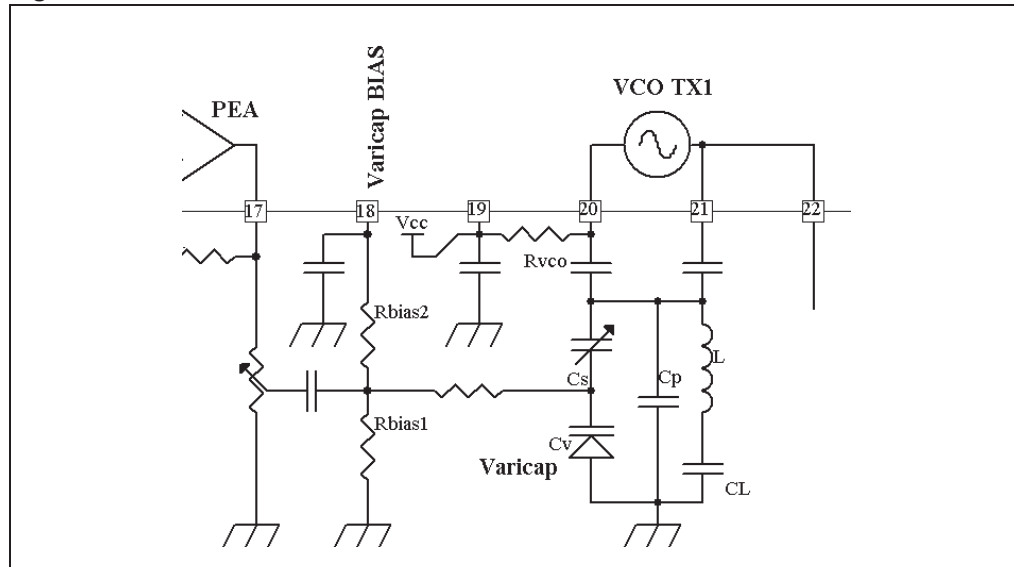 VCO TX1
PEA
Varicap BIAS
17
18
19
20
21
22
Vcc
Rvco
Rbias2
L
Cs
Cp
Rbias1
Cv
Varicap
CL